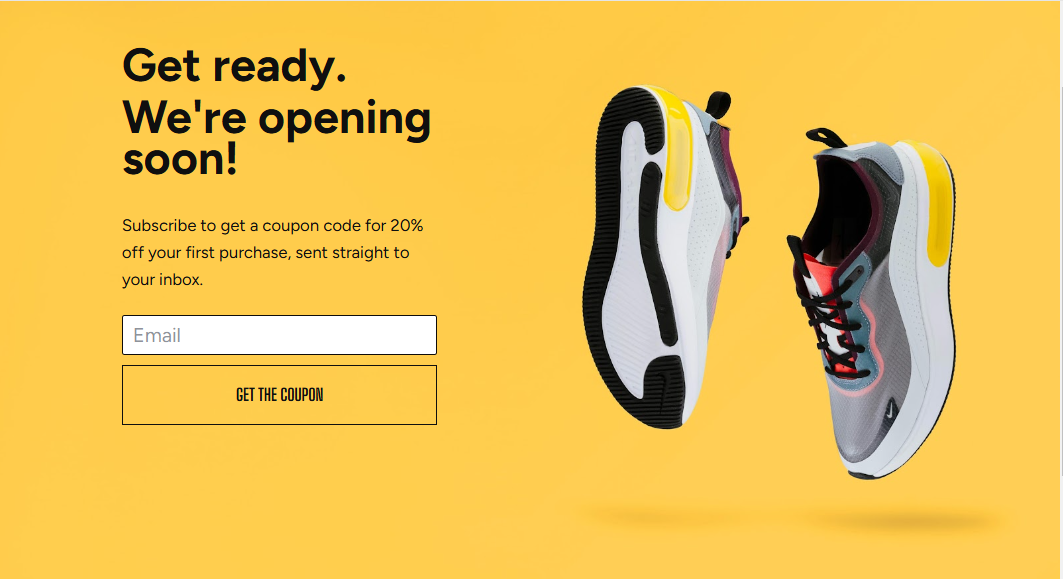 Get ready.
We're opening
soon!
Subscribe to get a coupon code for 20%
off your first purchase, sent straight to
your inbox.
Email
GET THE COUPON